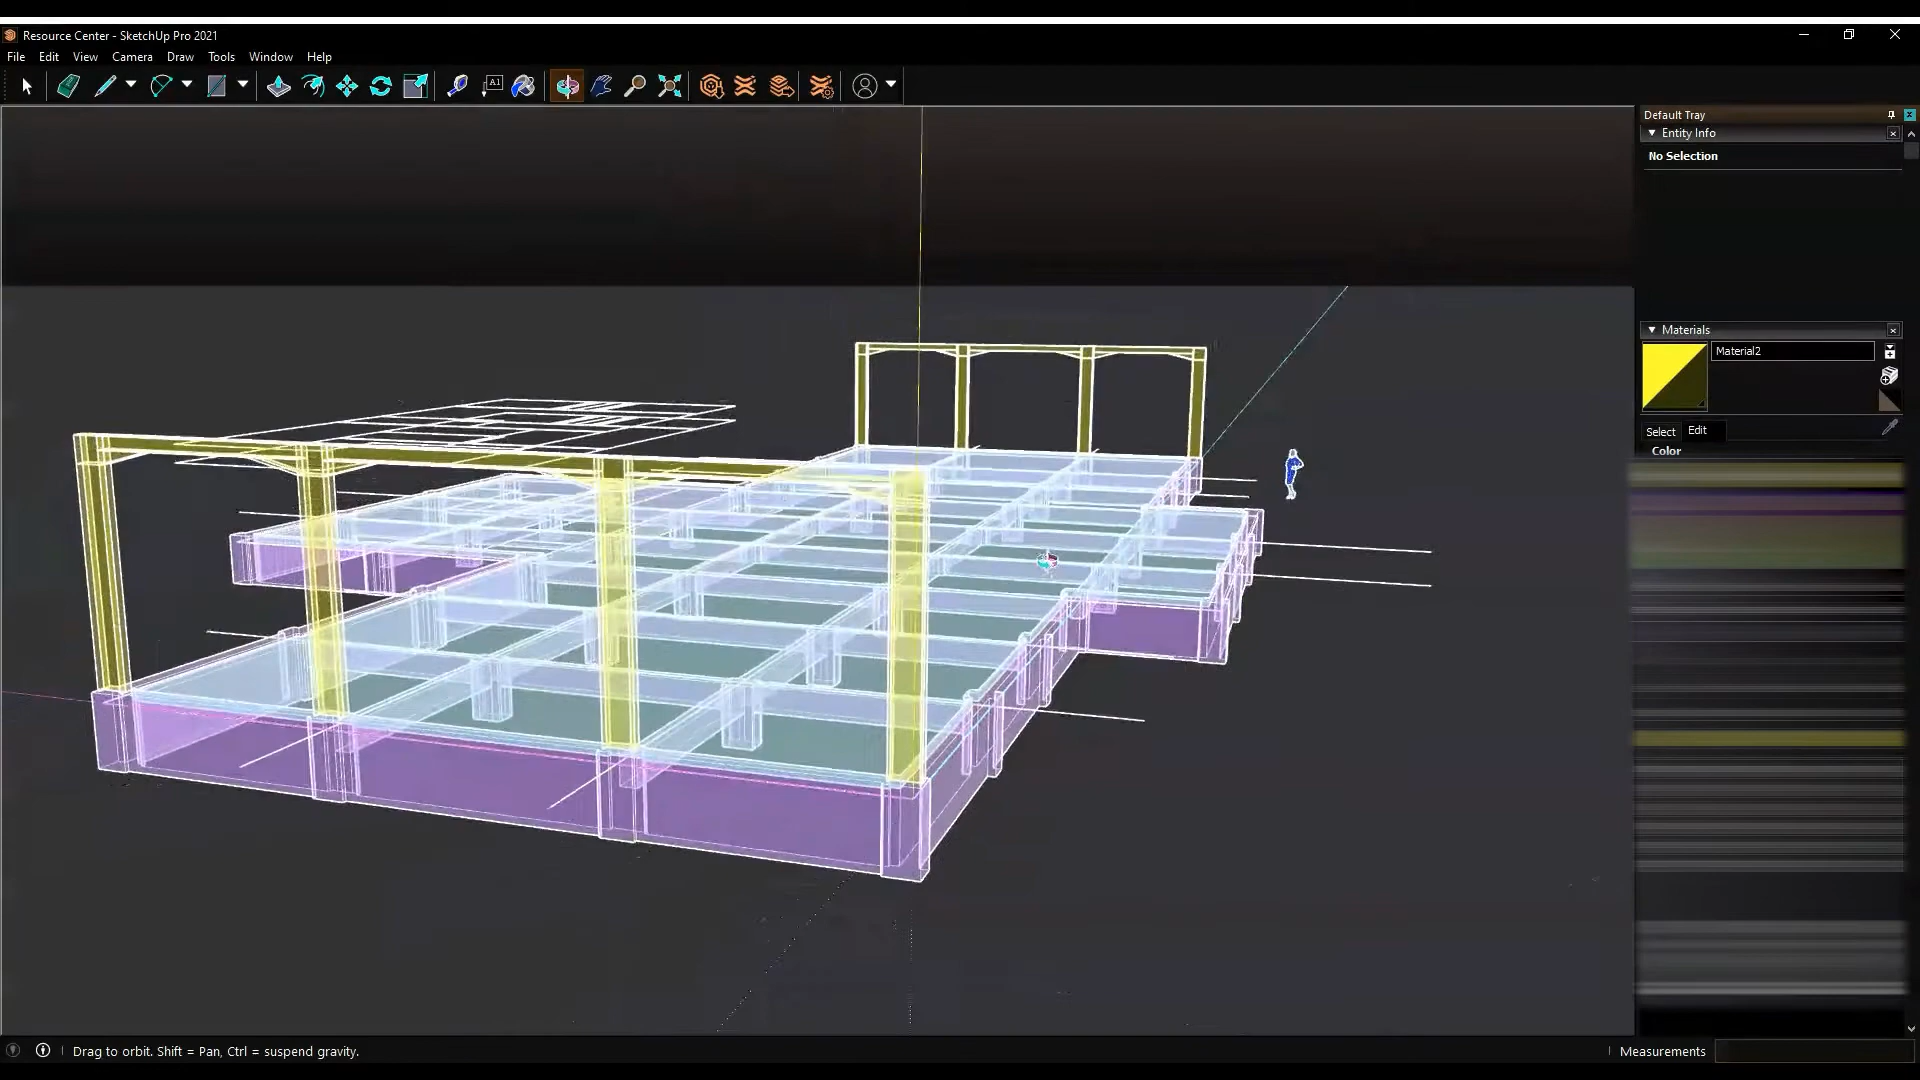 Resource Center - SketchUp Pro 2021
File Edit View Camera Draw Tools Window Help
A1
Default Tray
Entity Info
No Selection
Materials
Material2
Select Edit
Color
Drag to orbit. Shift = Pan, Ctrl = suspend gravity.
Measurements